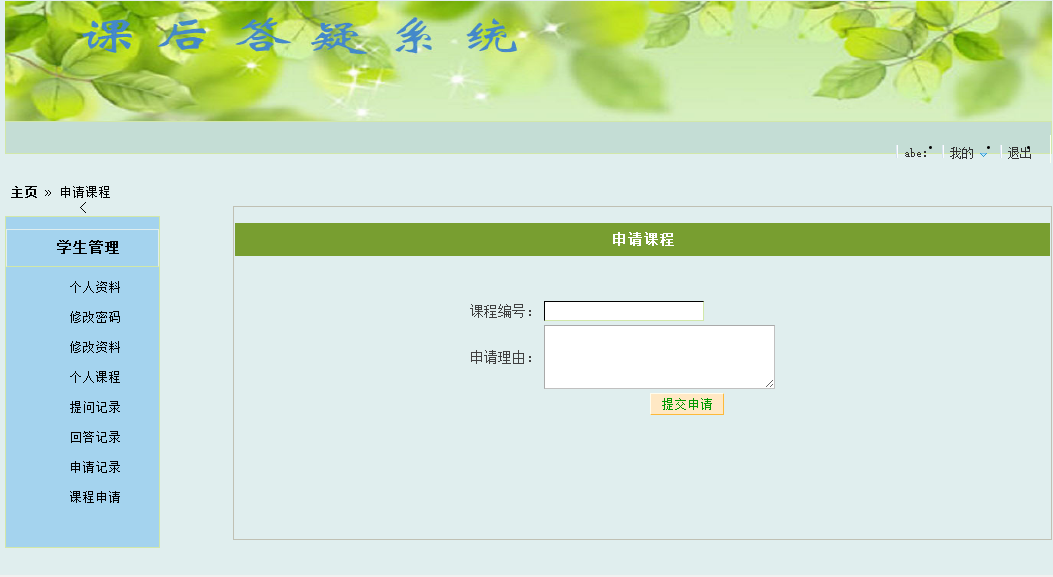 课后答疑系统
abe: 我的 退出
主页 » 申请课程
学生管理
个人资料
修改密码
修改资料
个人课程
提问记录
回答记录
申请记录
课程申请
申请课程
课程编号：
申请理由：
提交申请